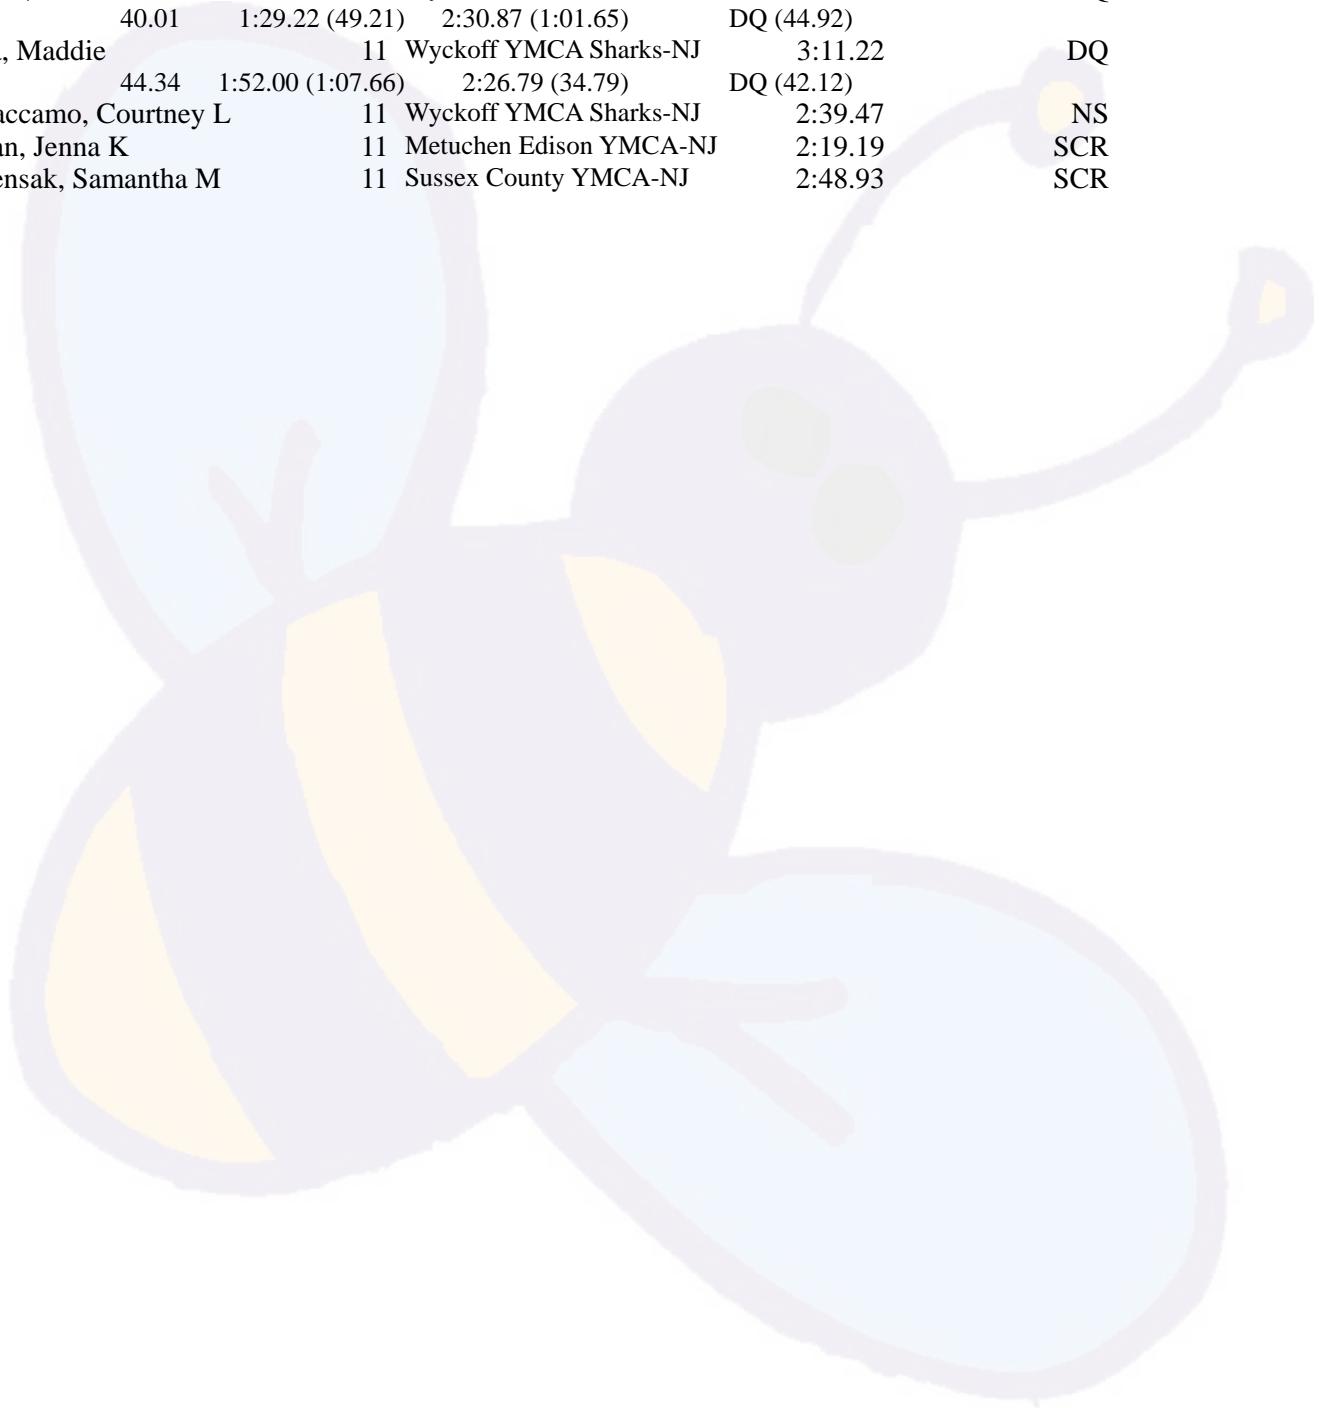 40.01 1:29.22 (49.21) 2:30.87 (1:01.65) DQ (44.92)
, Maddie 11 Wyckoff YMCA Sharks-NJ 3:11.22 DQ
44.34 1:52.00 (1:07.66) 2:26.79 (34.79) DQ (42.12)
accamo, Courtney L 11 Wyckoff YMCA Sharks-NJ 2:39.47 NS
an, Jenna K 11 Metuchen Edison YMCA-NJ 2:19.19 SCR
ensak, Samantha M 11 Sussex County YMCA-NJ 2:48.93 SCR